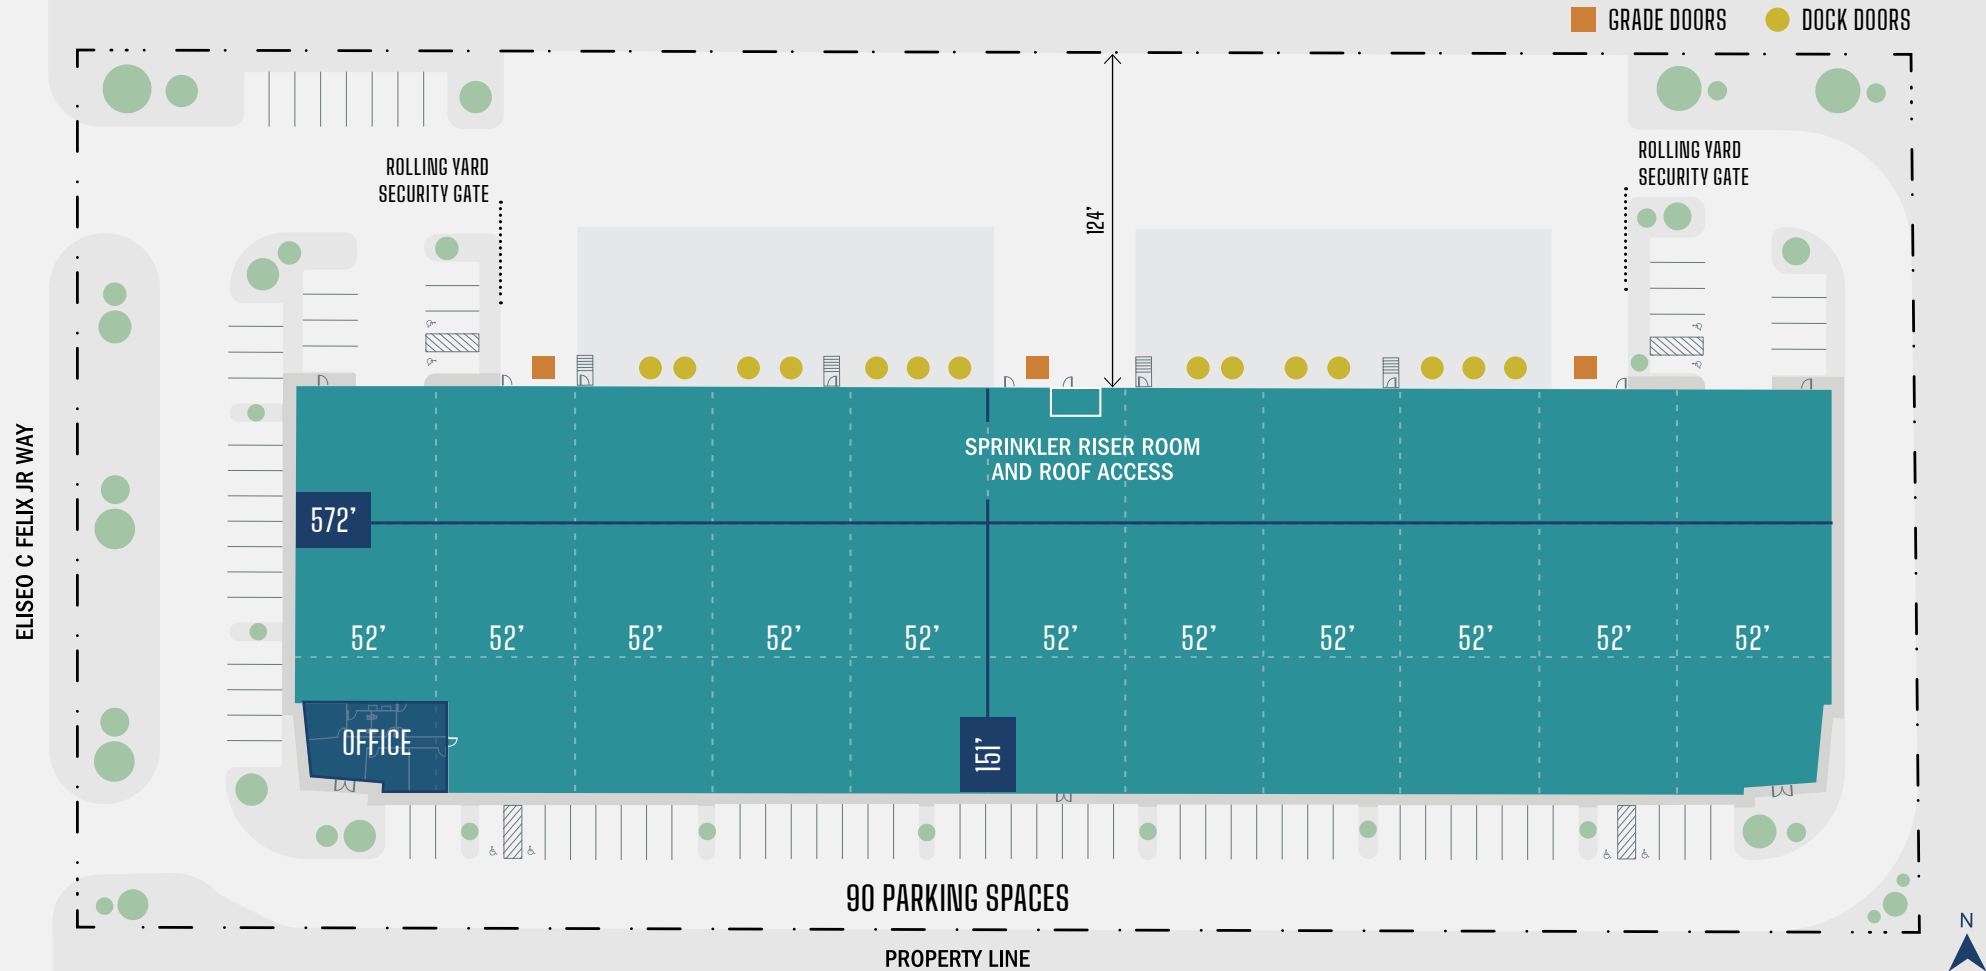 GRADE DOORS
DOCK DOORS
ROLLING YARD
SECURITY GATE
ROLLING YARD
SECURITY GATE
124’
SPRINKLER RISER ROOM
AND ROOF ACCESS
572’
ELISEO C FELIX JR WAY
52’
52’
52’
52’
52’
52’
52’
52’
52’
52’
52’
OFFICE
151’
90 PARKING SPACES
PROPERTY LINE
N